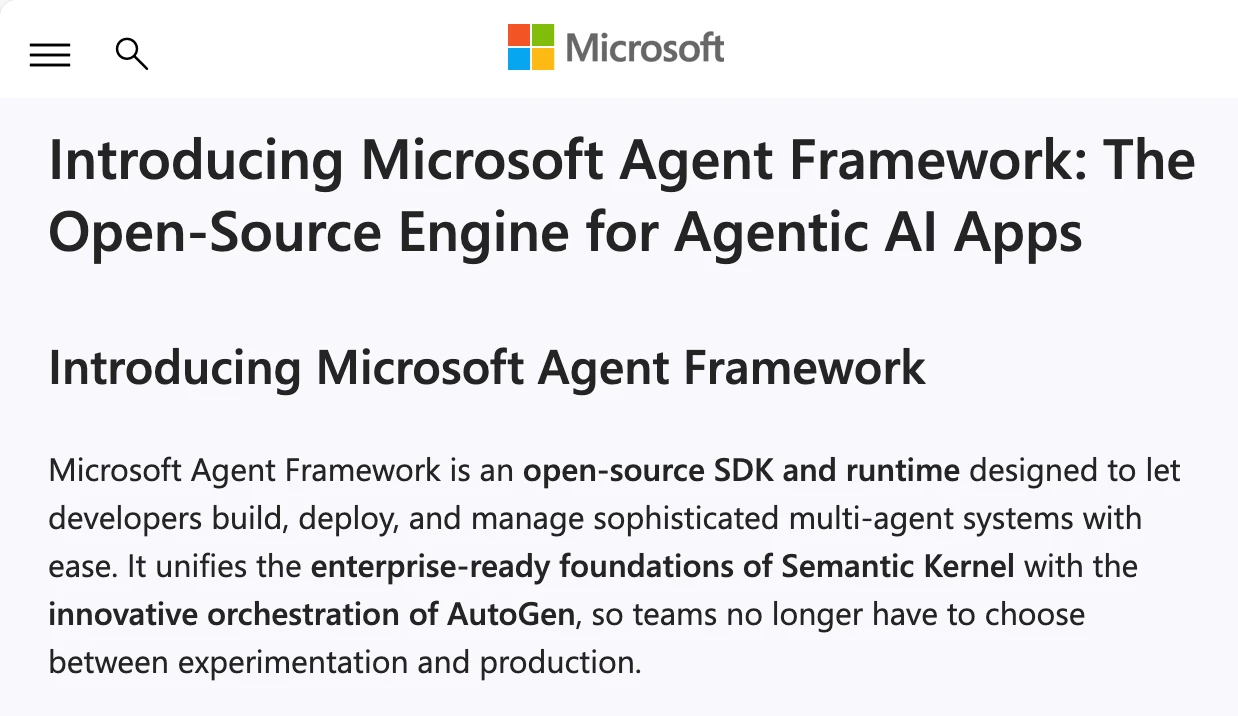 Microsoft
Introducing Microsoft Agent Framework: The
Open-Source Engine for Agentic AI Apps
Introducing Microsoft Agent Framework
Microsoft Agent Framework is an open-source SDK and runtime designed to let
developers build, deploy, and manage sophisticated multi-agent systems with
ease. It unifies the enterprise-ready foundations of Semantic Kernel with the
innovative orchestration of AutoGen, so teams no longer have to choose
between experimentation and production.